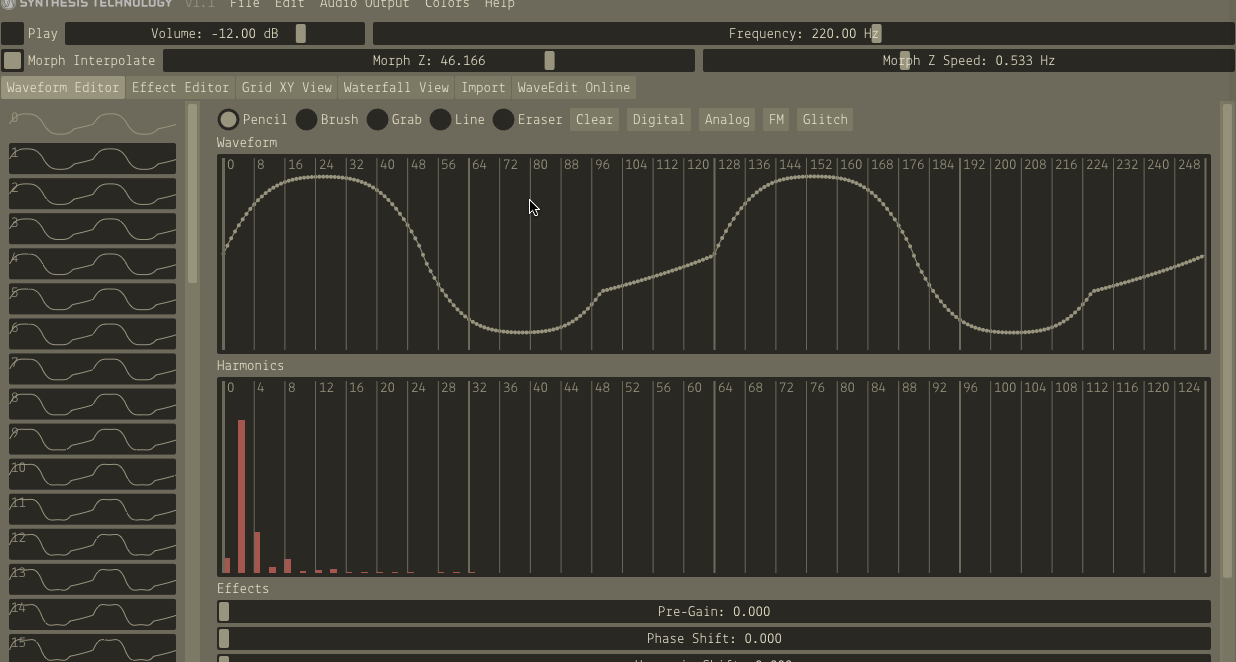 SYNTHESIS TECHNOLOGY v1.1 File Edit Audio Output Colors Help
Play Volume: -12.00 dB Frequency: 220.00 Hz
Morph Interpolate Morph Z: 46.166 Morph Z Speed: 0.533 Hz
Waveform Editor Effect Editor Grid XY View Waterfall View Import WaveEdit Online
Pencil Brush Grab Line Eraser Clear Digital Analog FM Glitch
Waveform
0 8 16 24 32 40 48 56 64 72 80 88 96 104 112 120 128 136 144 152 160 168 176 184 192 200 208 216 224 232 240 248
Harmonics
0 4 8 12 16 20 24 28 32 36 40 44 48 52 56 60 64 68 72 76 80 84 88 92 96 100 104 108 112 116 120 124
Effects
Pre-Gain: 0.000
Phase Shift: 0.000
0
1
2
3
4
5
6
7
8
9
10
11
12
13
14
15